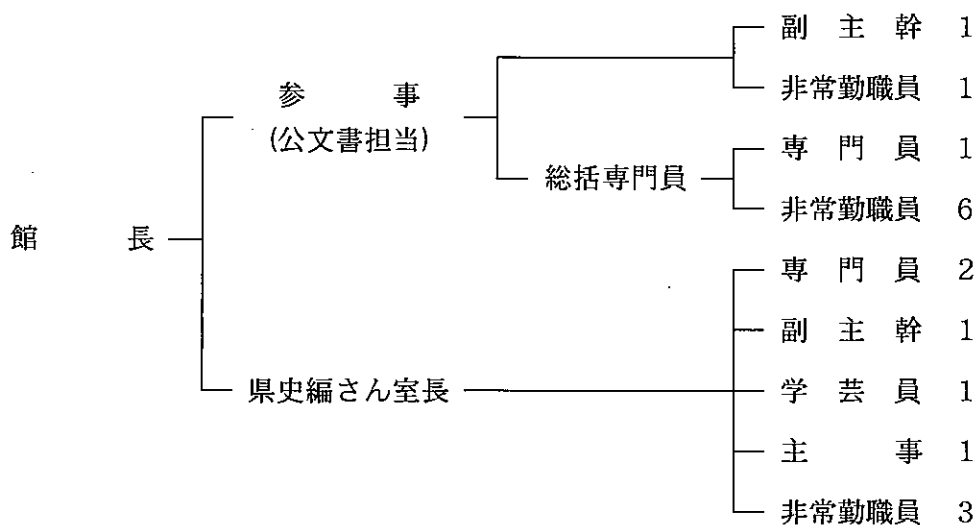 館長
参事
(公文書担当)
副主幹 1
非常勤職員 1
総括専門員
専門員 1
非常勤職員 6
県史編さん室長
専門員 2
副主幹 1
学芸員 1
主事 1
非常勤職員 3